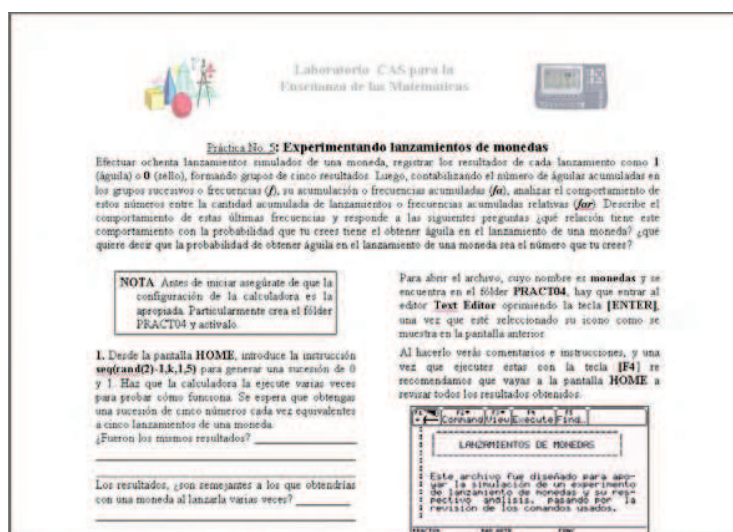 Laboratorio CAS para la
Enseñanza de las Matemáticas
Práctica No. 5: Experimentando lanzamientos de monedas
Efectuar ochenta lanzamientos simulados de una moneda, registrar los resultados de cada lanzamiento como 1
(águila) o 0 (sello), formando grupos de cinco resultados. Luego, contabilizando el número de águilas acumuladas en
los grupos sucesivos o frecuencias (f), su acumulación o frecuencias acumuladas (fa), analizar el comportamiento de
estos números entre la cantidad acumulada de lanzamientos o frecuencias acumuladas relativas (far). Describe el
comportamiento de estas últimas frecuencias y responde a las siguientes preguntas ¿qué relación tiene este
comportamiento con la probabilidad que tu crees tiene el obtener águila en el lanzamiento de una moneda? ¿qué
quiere decir que la probabilidad de obtener águila en el lanzamiento de una moneda sea el número que tu crees?
NOTA. Antes de iniciar asegúrate de que la
configuración de la calculadora es la
apropiada. Particularmente crea el fólder
PRACT04 y actívalo.
1. Desde la pantalla HOME, introduce la instrucción
seq(rand(2)-1,k,1,5) para generar una sucesión de 0
y 1. Haz que la calculadora la ejecute varias veces
para probar cómo funciona. Se espera que obtengas
una sucesión de cinco números cada vez equivalentes
a cinco lanzamientos de una moneda.
¿Fueron los mismos resultados?
Los resultados, ¿son semejantes a los que obtendrías
con una moneda al lanzarla varias veces?
Para abrir el archivo, cuyo nombre es monedas y se
encuentra en el fólder PRACT04, hay que entrar al
editor Text Editor oprimiendo la tecla [ENTER],
una vez que esté seleccionado su icono como se
muestra en la pantalla anterior.
Al hacerlo verás comentarios e instrucciones, y una
vez que ejecutes estas con la tecla [F4] te
recomendamos que vayas a la pantalla HOME a
revisar todos los resultados obtenidos.
Command View Execute Find...
LANZAMIENTOS DE MONEDAS
Este archivo fue diseñado para apo-
yar la simulación de un experimento
de lanzamiento de monedas y su res-
pectivo análisis, pasando por la
revisión de los comandos usados.